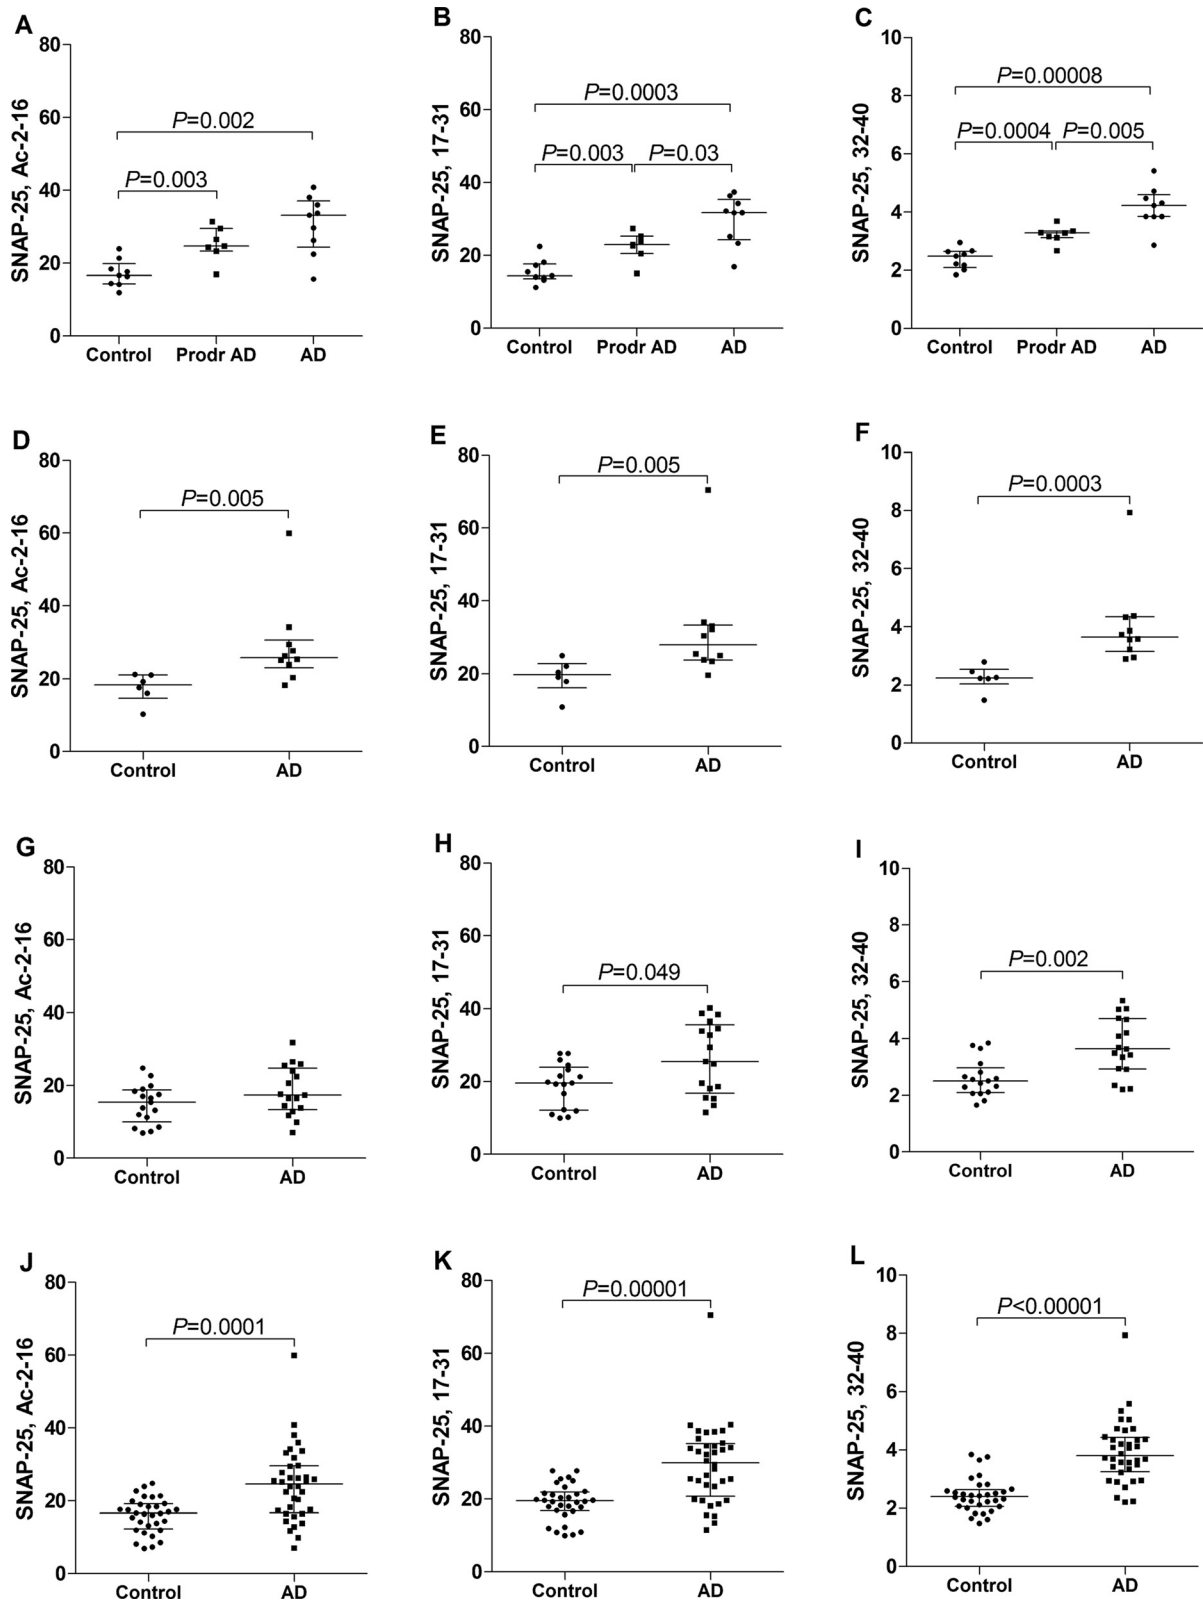 A
SNAP-25, Ac-2-16
80
60
40
20
0
P=0.002
P=0.003
Control Prodr AD AD
B
SNAP-25, 17-31
80
60
40
20
0
P=0.0003
P=0.003 P=0.03
Control Prodr AD AD
C
SNAP-25, 32-40
10
8
6
4
2
0
P=0.00008
P=0.0004 P=0.005
Control Prodr AD AD
D
SNAP-25, Ac-2-16
80
60
40
20
0
P=0.005
Control AD
E
SNAP-25, 17-31
80
60
40
20
0
P=0.005
Control AD
F
SNAP-25, 32-40
10
8
6
4
2
0
P=0.0003
Control AD
G
SNAP-25, Ac-2-16
80
60
40
20
0
Control AD
H
SNAP-25, 17-31
80
60
40
20
0
P=0.049
Control AD
I
SNAP-25, 32-40
10
8
6
4
2
0
P=0.002
Control AD
J
SNAP-25, Ac-2-16
80
60
40
20
0
P=0.0001
Control AD
K
SNAP-25, 17-31
80
60
40
20
0
P=0.00001
Control AD
L
SNAP-25, 32-40
10
8
6
4
2
0
P<0.00001
Control AD